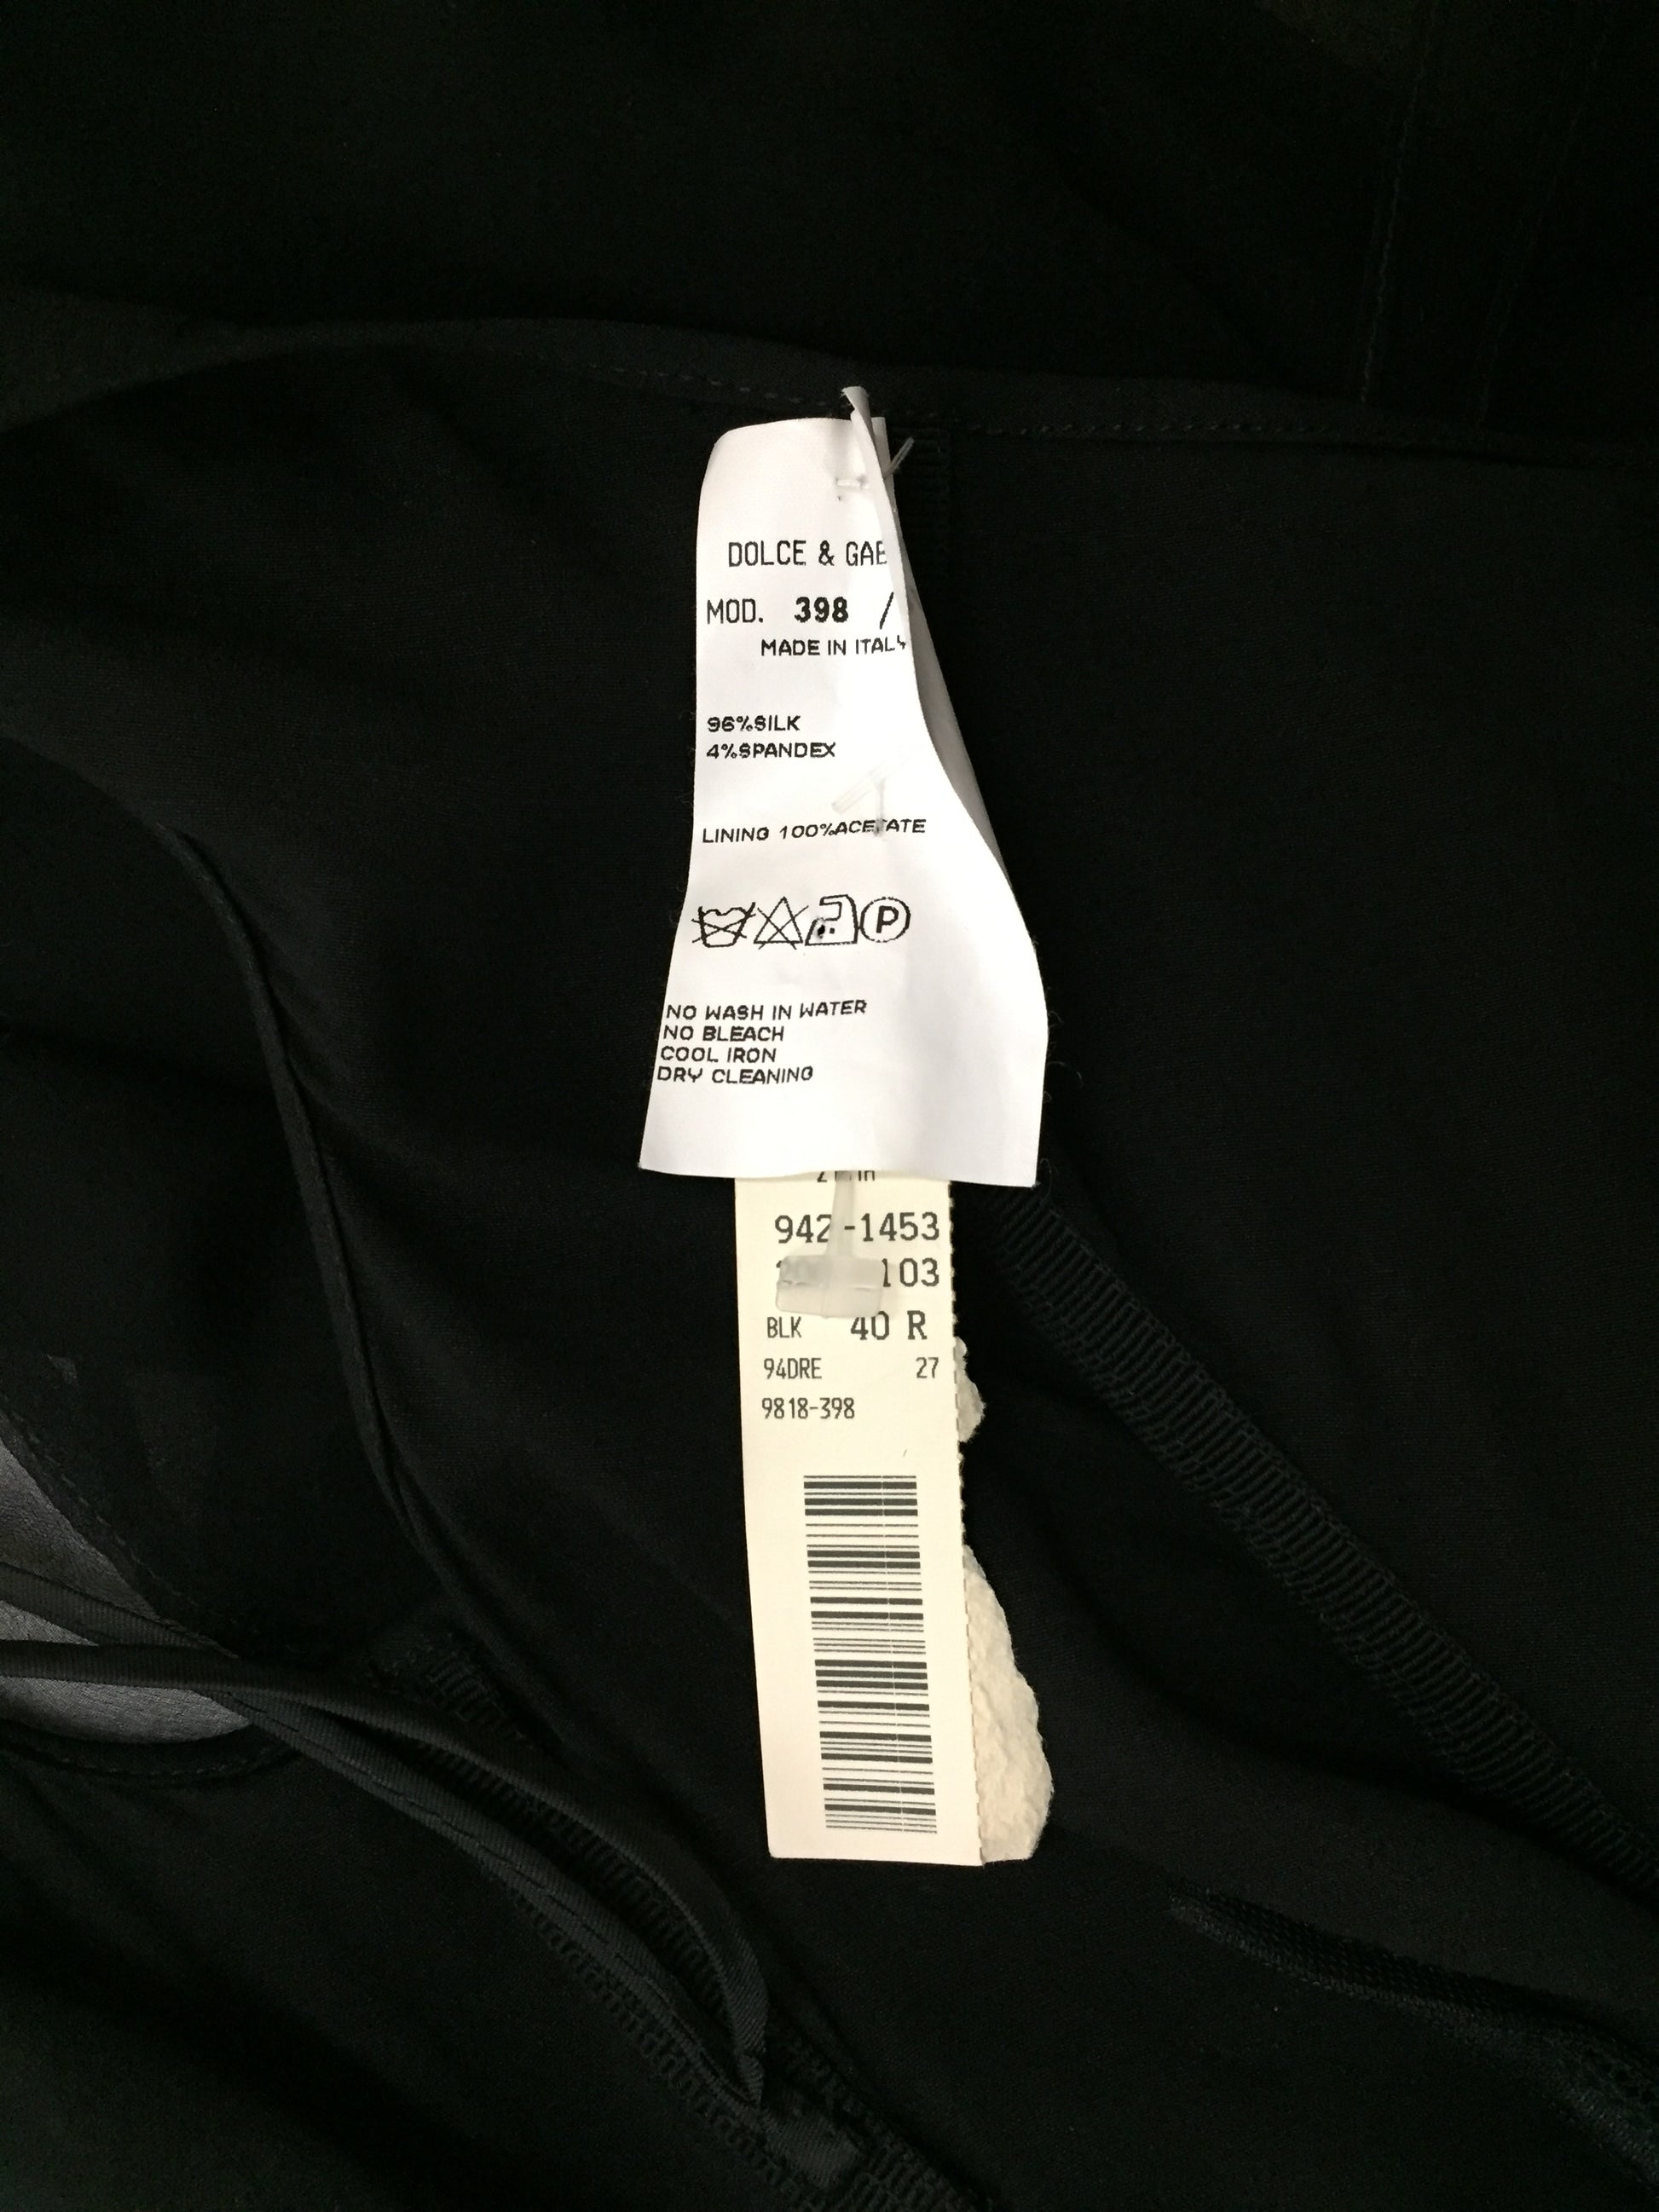 DOLCE & GAB
MOD. 398 /
MADE IN ITALY
96%SILK
4%SPANDEX
LINING 100%ACETATE
P
NO WASH IN WATER
NO BLEACH
COOL IRON
DRY CLEANING
942-1453
103
BLK 40 R
94DRE 27
9818-398